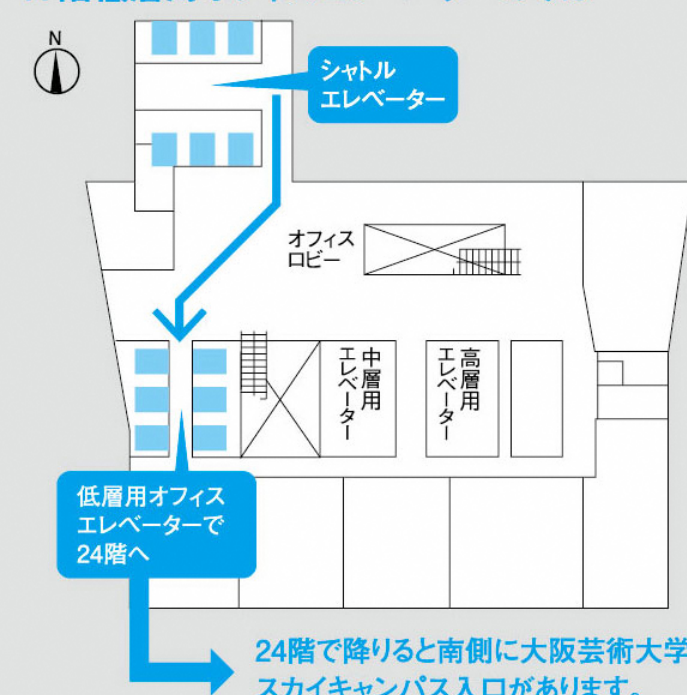 N
シャトル
エレベーター
オフィス
ロビー
中層用
エレベーター
高層用
エレベーター
低層用オフィス
エレベーターで
24階へ
24階で降りると南側に大阪芸術大学
スカイキャンパス入口があります。